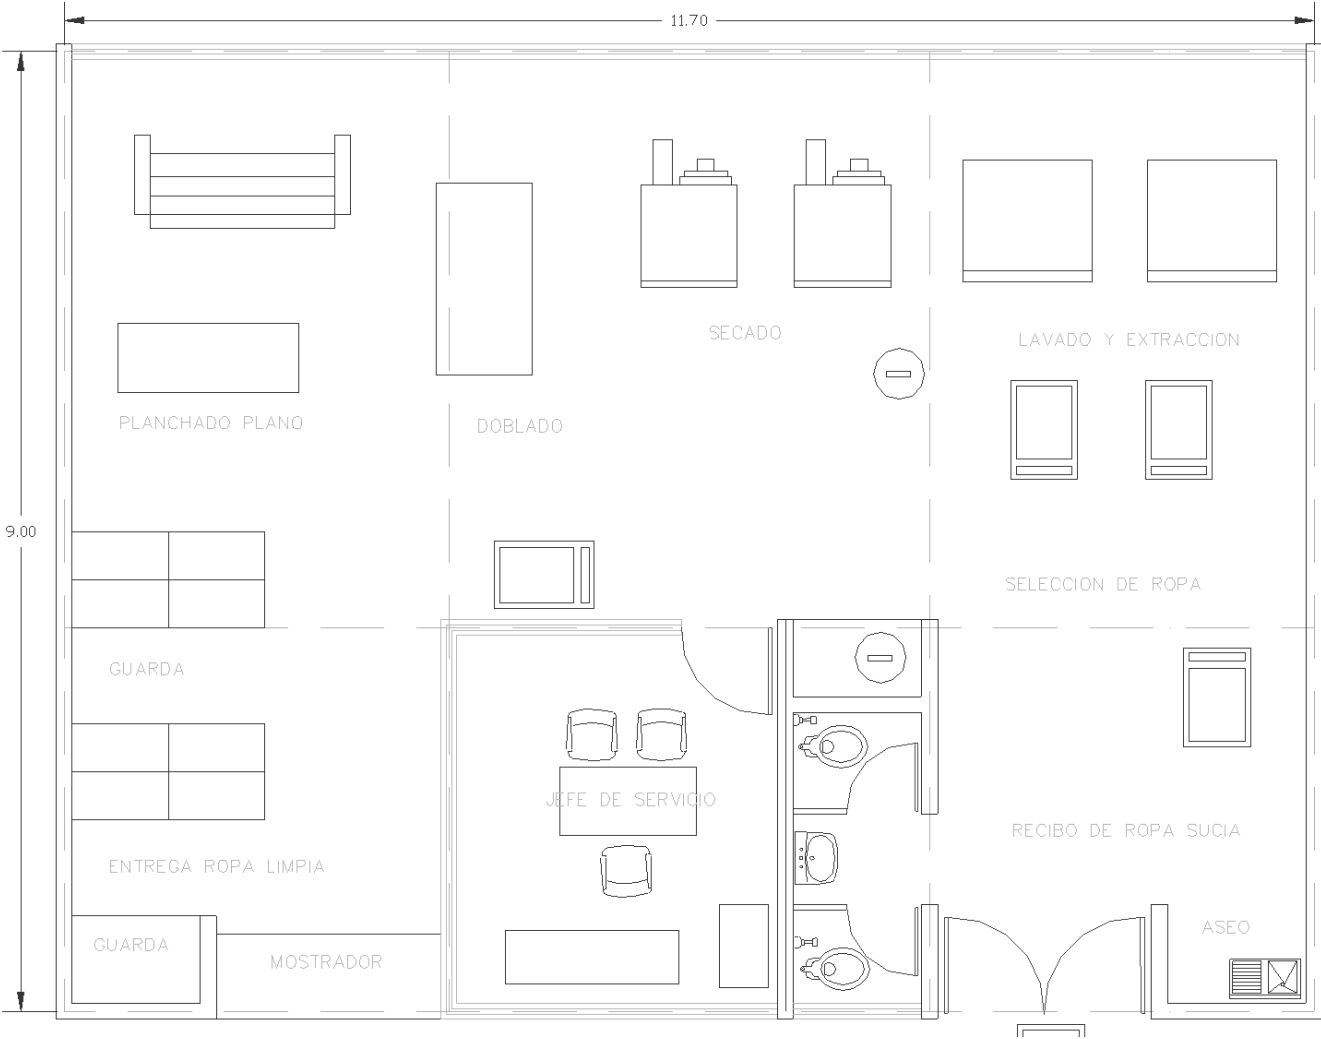 11.70
9.00
SECADO
LAVADO Y EXTRACCION
PLANCHADO PLANO
DOBLADO
SELECCION DE ROPA
GUARDA
JEFE DE SERVICIO
RECIBO DE ROPA SUCIA
ENTREGA ROPA LIMPIA
ASEO
GUARDA
MOSTRADOR